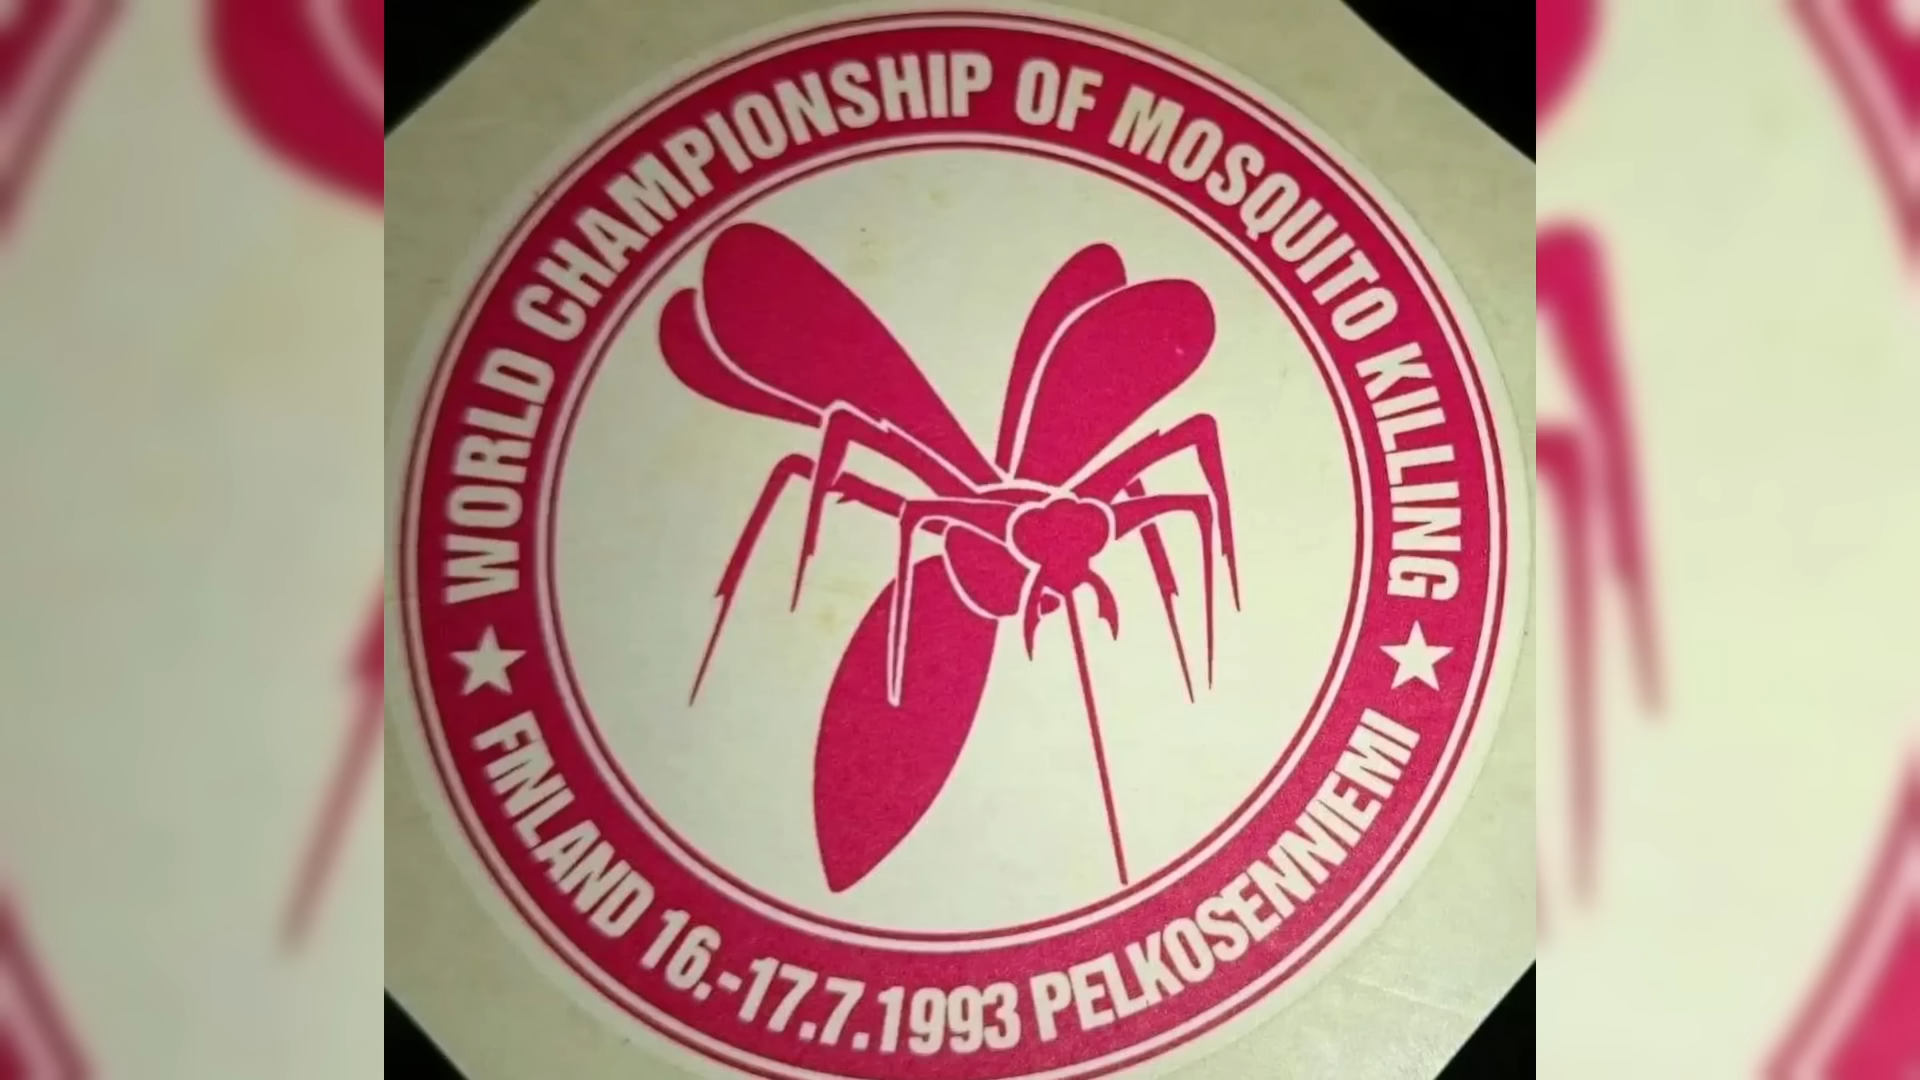 WORLD CHAMPIONSHIP OF MOSQUITO KILLING
FINLAND 16.-17.7.1993 PELKOSENNIEMI